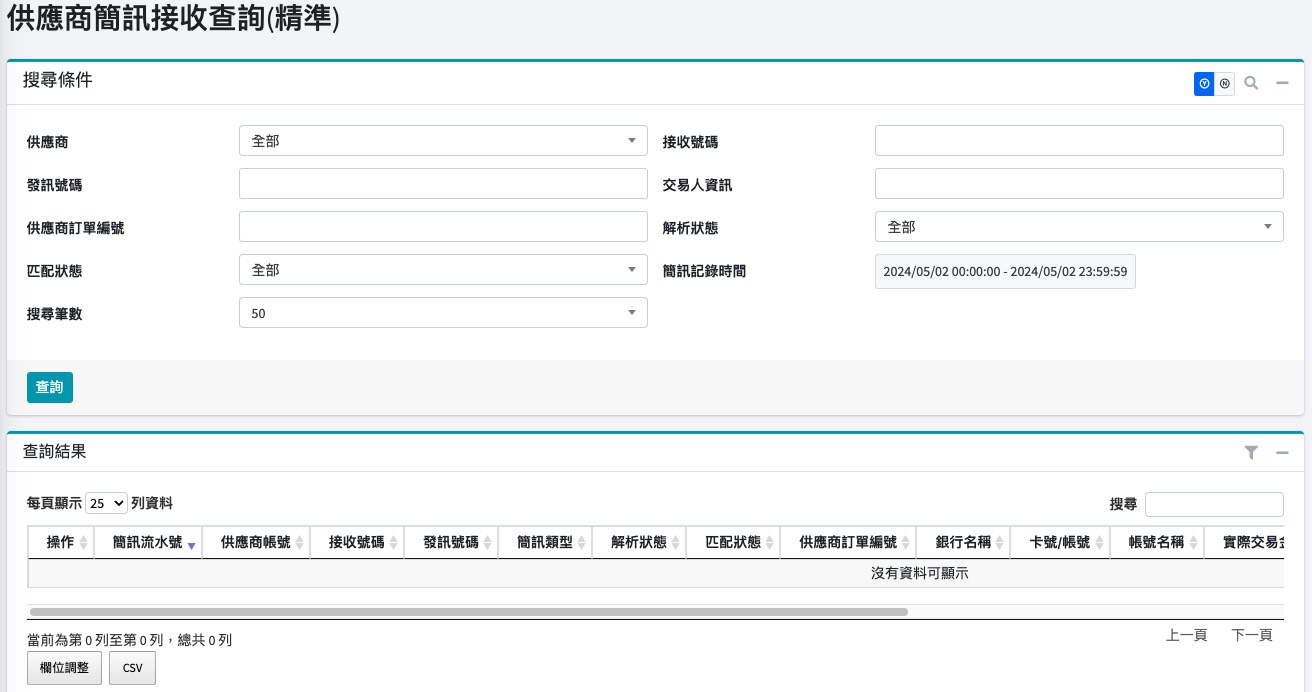 供應商簡訊接收查詢(精準)
搜尋條件
Y N
供應商 全部 接收號碼
發訊號碼 交易人資訊
供應商訂單編號 解析狀態 全部
匹配狀態 全部 簡訊記錄時間 2024/05/02 00:00:00 - 2024/05/02 23:59:59
搜尋筆數 50
查詢
查詢結果
每頁顯示 25 列資料 搜尋
操作 簡訊流水號 供應商帳號 接收號碼 發訊號碼 簡訊類型 解析狀態 匹配狀態 供應商訂單編號 銀行名稱 卡號/帳號 帳號名稱 實際交易
沒有資料可顯示
當前為第 0 列至第 0 列，總共 0 列 上一頁 下一頁
欄位調整 CSV